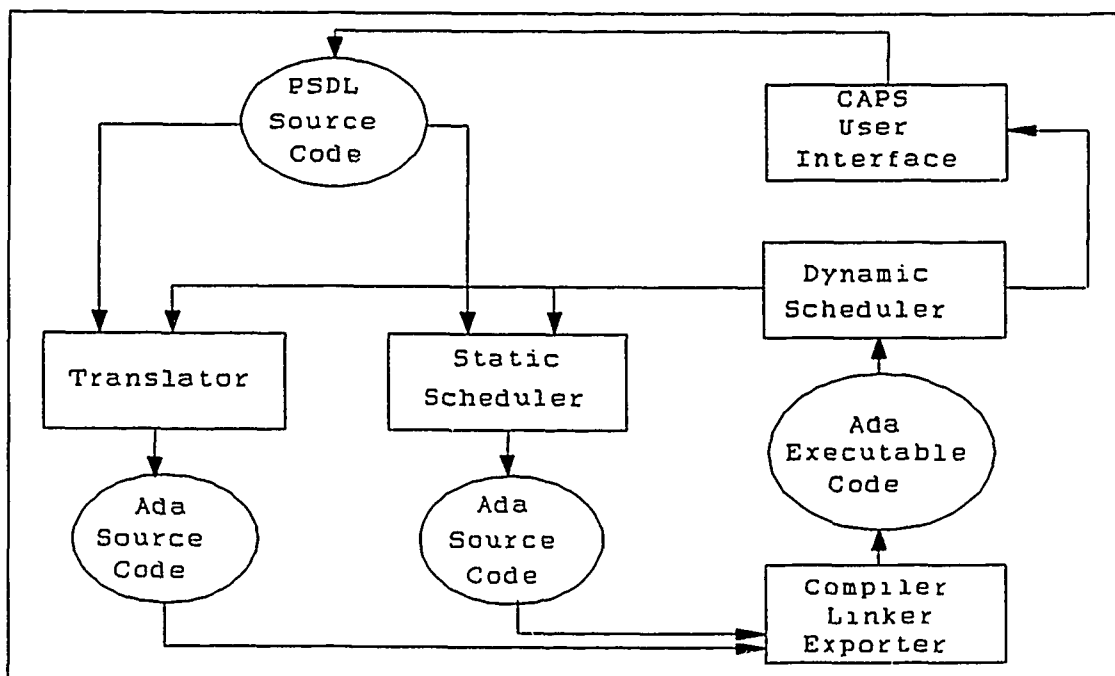 PSDL
Source
Code
CAPS
User
Interface
Dynamic
Scheduler
Translator
Static
Scheduler
Ada
Executable
Code
Ada
Source
Code
Ada
Source
Code
Compiler
Linker
Exporter